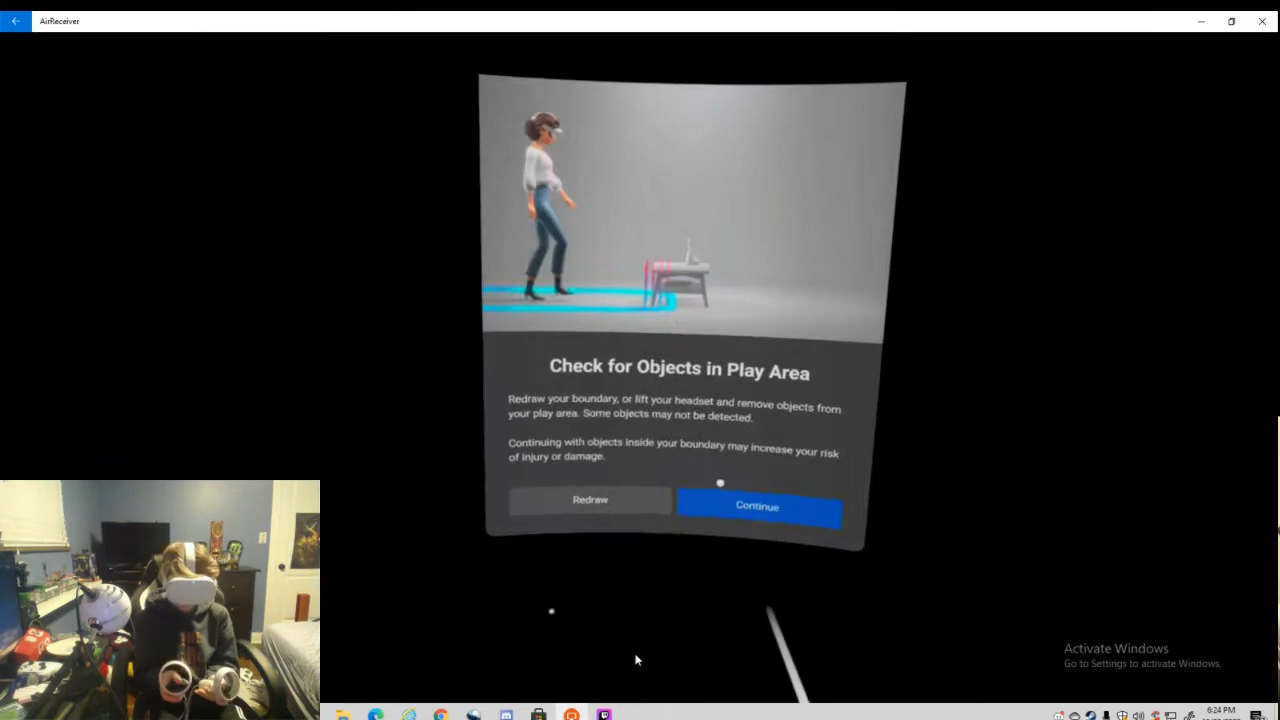 AirReceiver
Check for Objects in Play Area
Redraw your boundary, or lift your headset and remove objects from
your play area. Some objects may not be detected.
Continuing with objects inside your boundary may increase your risk
of injury or damage.
Redraw
Continue
Activate Windows
Go to Settings to activate Windows.
6:24 PM